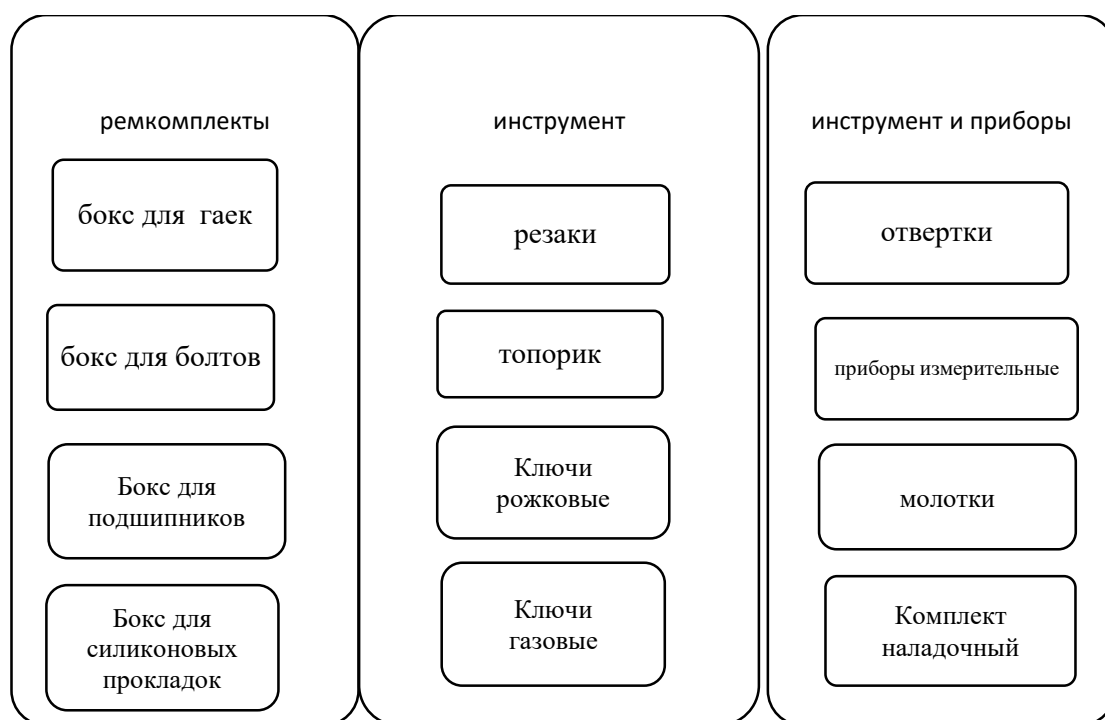 ремкомплекты
бокс для гаек
бокс для болтов
Бокс для
подшипников
Бокс для
силиконовых
прокладок
инструмент
резаки
топорик
Ключи
рожковые
Ключи
газовые
инструмент и приборы
отвертки
приборы измерительные
молотки
Комплект
наладочный